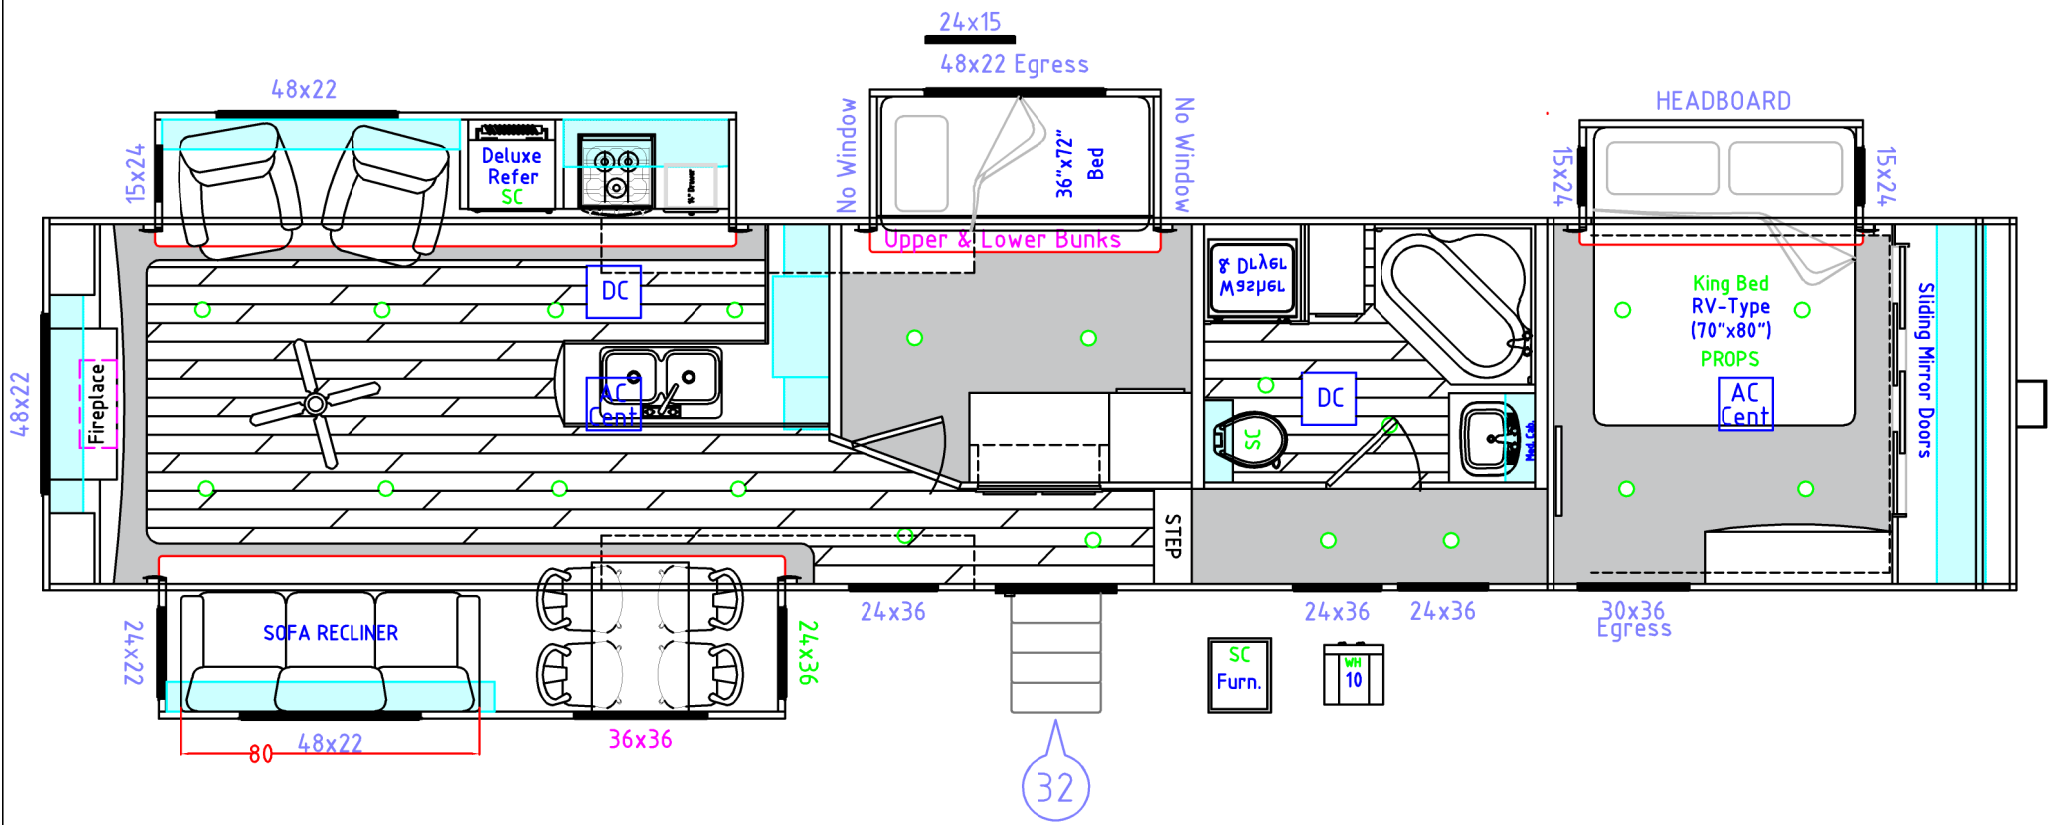 24x15
48x22 Egress
48x22
HEADBOARD
15x24
No Window
No Window
36"x72"
Bed
15x24
15x24
Deluxe
Refer
SC
Upper & Lower Bunks
Washer
& Dryer
DC
King Bed
RV-Type
(70"x80")
PROPS
Sliding Mirror Doors
48x22
Fireplace
AC
Cent
DC
AC
Cent
SC
Med. Cab.
STEP
24x22
SOFA RECLINER
24x36
24x36
24x36
24x36
30x36
Egress
SC
Furn.
WH
10
80
48x22
36x36
32